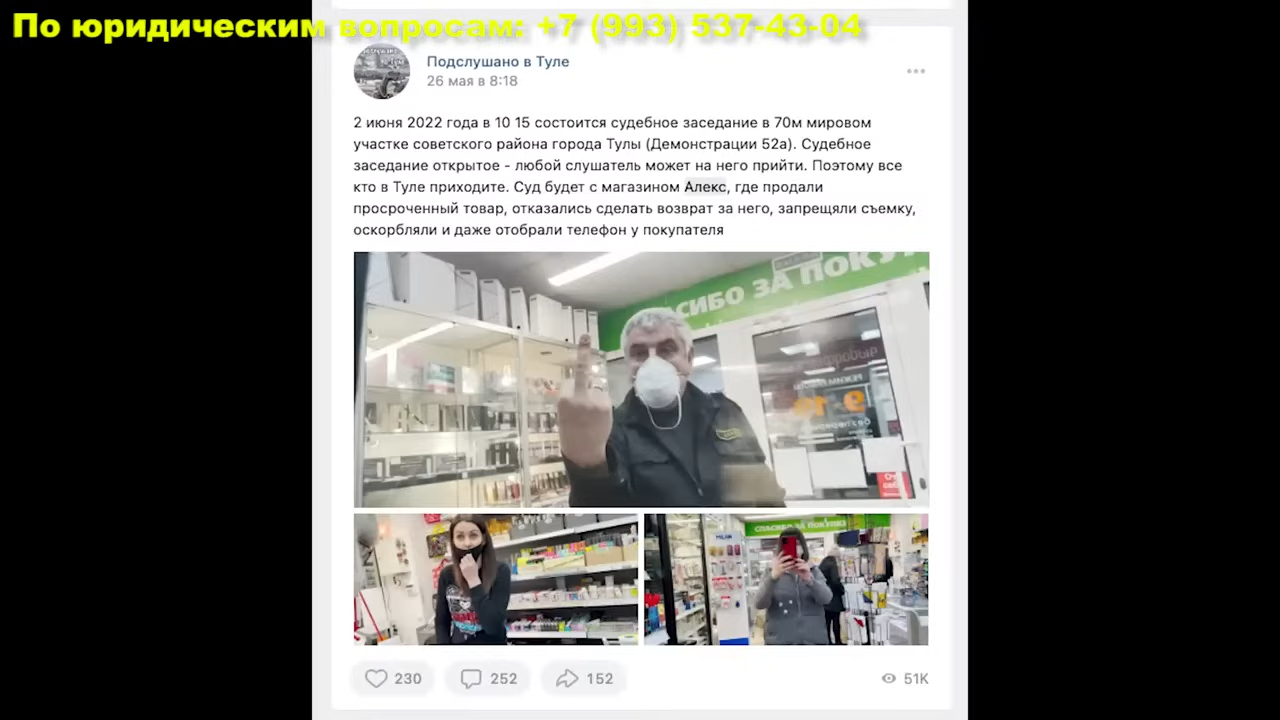 По юридическим вопросам: +7 (993) 537-43-04
Подслушано в Туле
26 мая в 8:18
2 июня 2022 года в 10 15 состоится судебное заседание в 70м мировом
участке советского района города Тулы (Демонстрации 52а). Судебное
заседание открытое - любой слушатель может на него прийти. Поэтому все
кто в Туле приходите. Суд будет с магазином Алекс, где продали
просроченный товар, отказались сделать возврат за него, запрещяли съемку,
оскорбляли и даже отобрали телефон у покупателя
СПАСИБО ЗА ПОКУ
9
СПАСИБО ЗА ПОКУПКУ
MILAN
230
252
152
51K